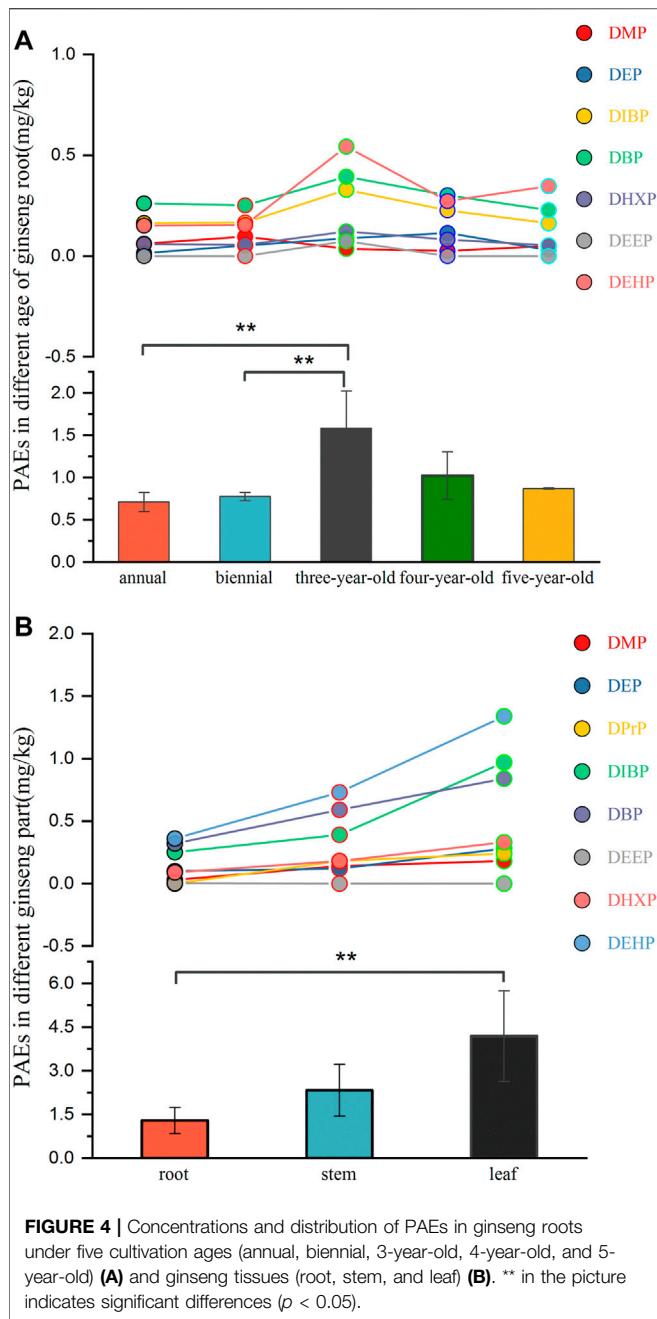 A
PAEs in different age of ginseng root(mg/kg)
1.0
0.5
0.0
-0.5
DMP
DEP
DIBP
DBP
DHXP
DEEP
DEHP
**
**
2.0
1.5
1.0
0.5
0.0
annual biennial three-year-old four-year-old five-year-old
B
PAEs in different ginseng part(mg/kg)
2.0
1.5
1.0
0.5
0.0
-0.5
DMP
DEP
DPrP
DIBP
DBP
DEEP
DHXP
DEHP
**
6.0
4.5
3.0
1.5
0.0
root stem leaf
FIGURE 4 | Concentrations and distribution of PAEs in ginseng roots
under five cultivation ages (annual, biennial, 3-year-old, 4-year-old, and 5-
year-old) (A) and ginseng tissues (root, stem, and leaf) (B). ** in the picture
indicates significant differences (p < 0.05).